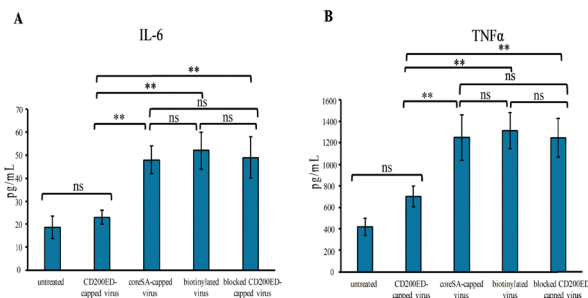 A
IL-6
**
**
**
ns
ns
ns
ns
70
60
50
40
30
20
10
0
pg/mL
untreated
CD200ED-
capped virus
coreSA-capped
virus
biotinylated
virus
blocked CD200ED-
capped virus
B
TNFα
**
**
**
ns
ns
ns
ns
1600
1400
1200
1000
800
600
400
200
0
pg/mL
untreated
CD200ED-
capped virus
coreSA-capped
virus
biotinylated
virus
blocked CD200ED-
capped virus